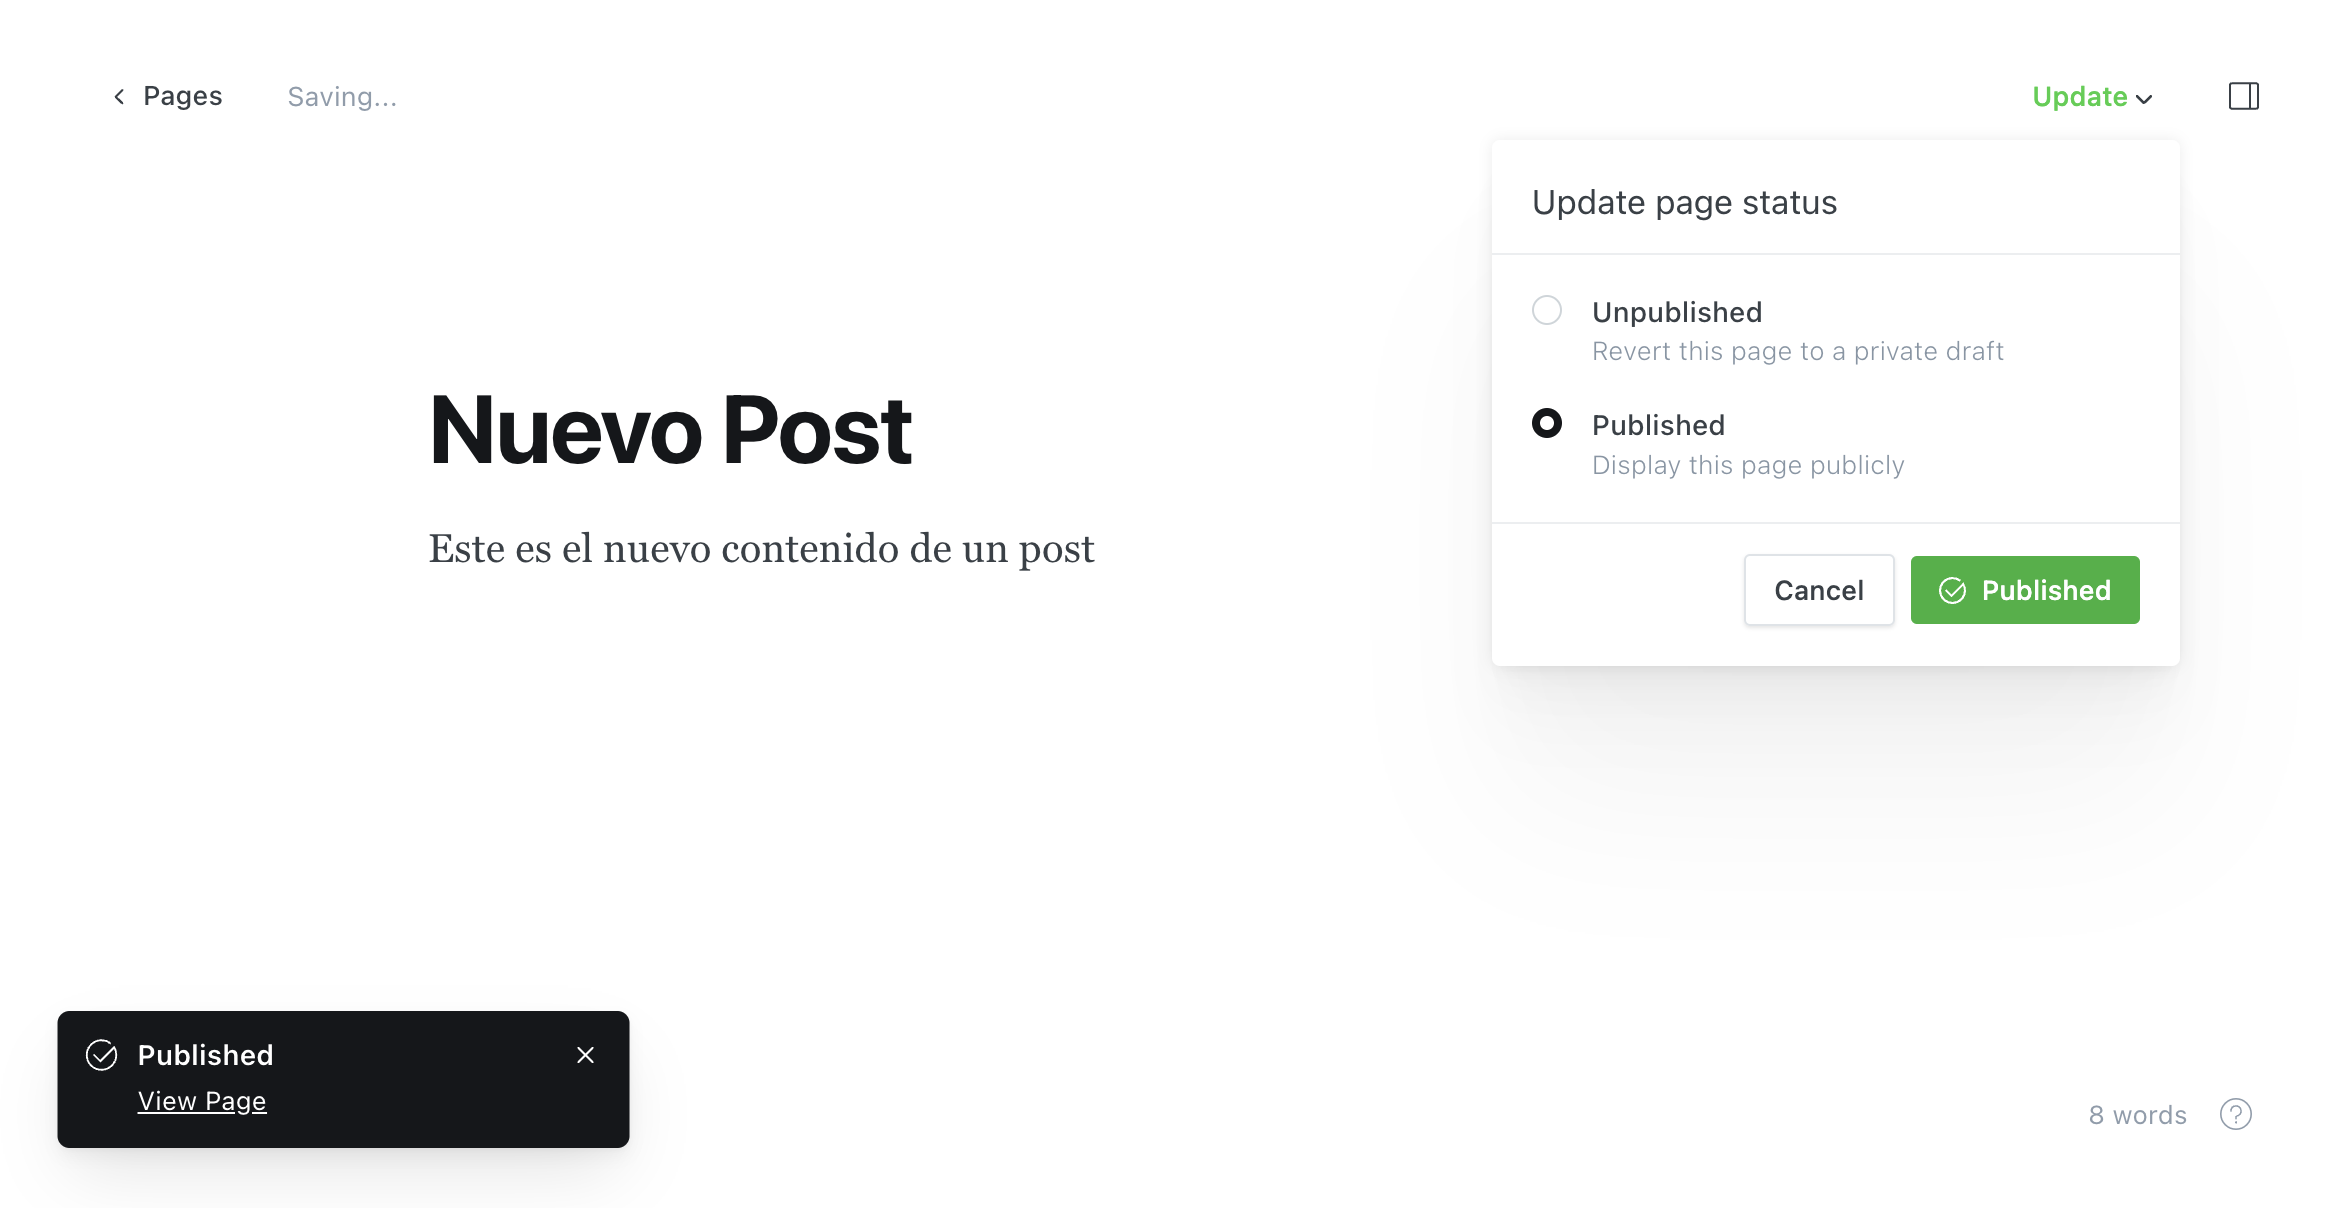 Pages
Saving...
Update
Update page status
Unpublished
Revert this page to a private draft
Published
Display this page publicly
Cancel
Published
Nuevo Post
Este es el nuevo contenido de un post
Published
View Page
8 words
?